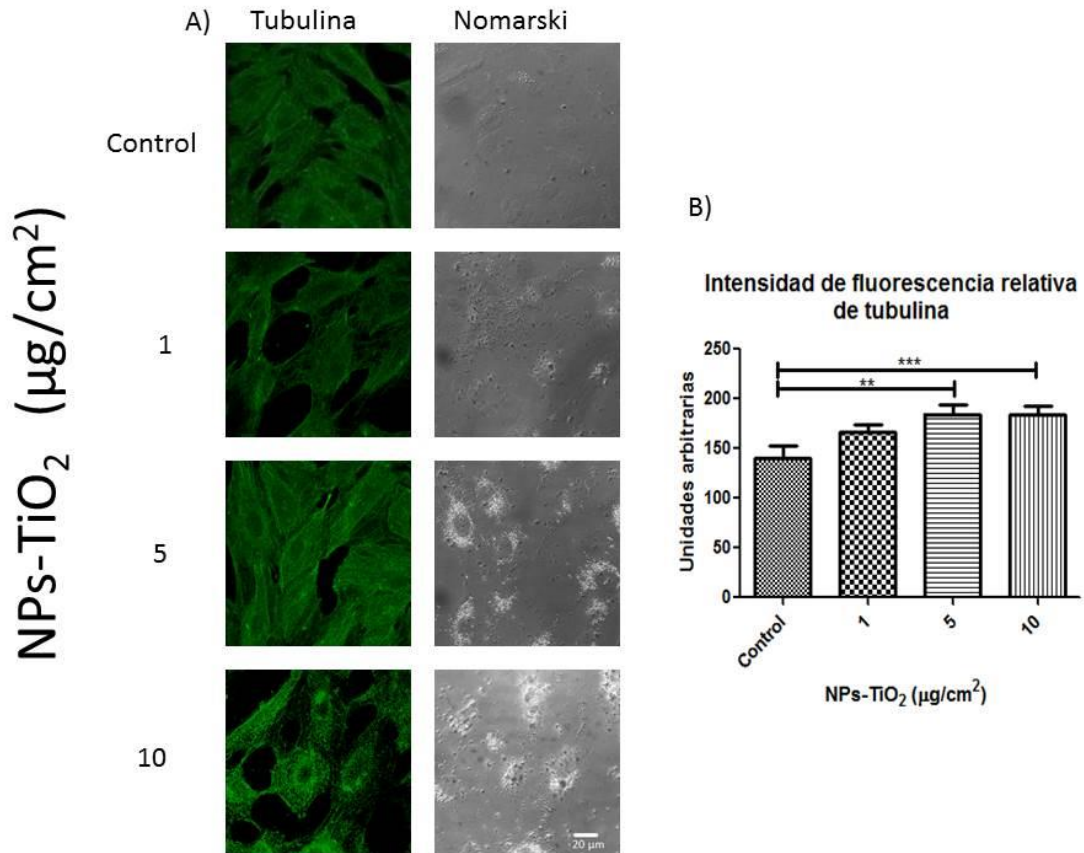 A)
Tubulina
Nomarski
NPs-TiO₂ (µg/cm²)
Control
1
5
10
20 µm
B)
Intensidad de fluorescencia relativa
de tubulina
Unidades arbitrarias
250
200
150
100
50
0
***
**
Control
1
5
10
NPs-TiO₂ (µg/cm²)